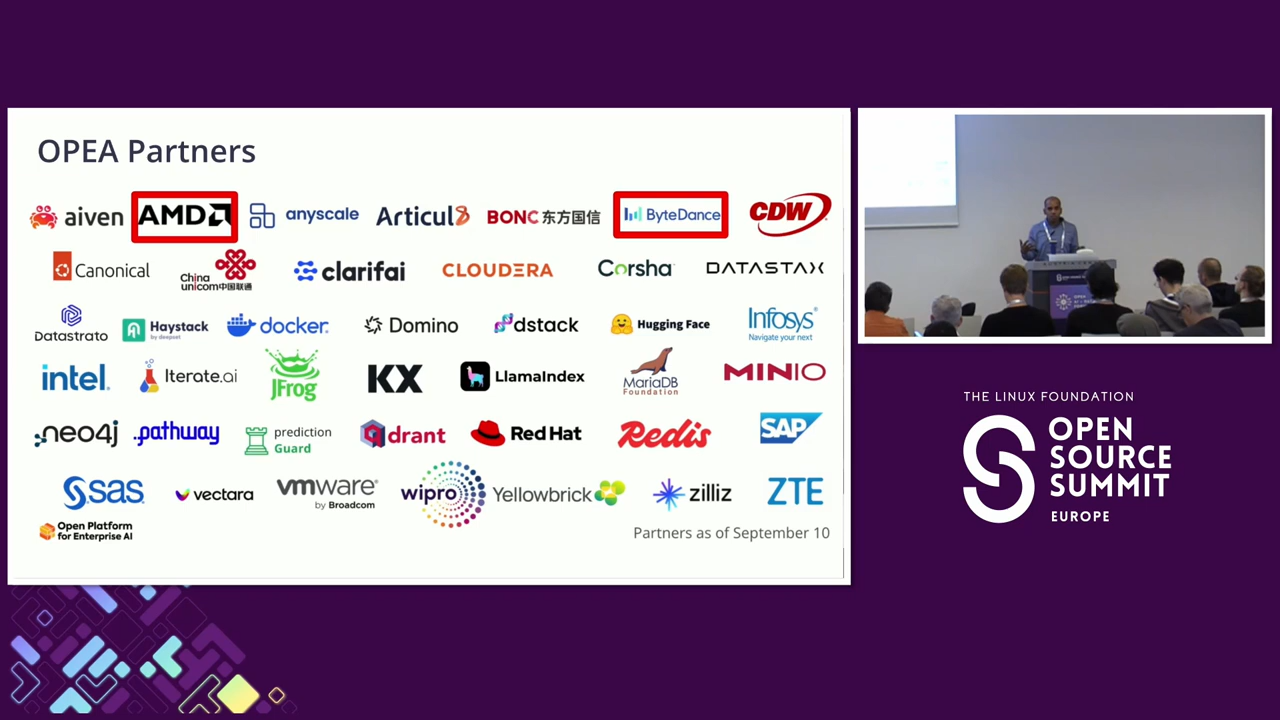 OPEA Partners
aiven AMD anyscale Articul8 BONC 东方国信 ByteDance CDW
Canonical China unicom中国联通 clarifai CLOUDERA Corsha DATASTAX
Datastrato Haystack by deepset docker Domino dstack Hugging Face Infosys Navigate your next
intel. Iterate.ai JFrog KX LlamaIndex MariaDB Foundation MINIO
neo4j .pathway prediction Guard qdrant Red Hat Redis SAP
sas vectara vmware by Broadcom wipro Yellowbrick zilliz ZTE
Open Platform
for Enterprise AI
Partners as of September 10
THE LINUX FOUNDATION
OPEN
SOURCE
SUMMIT
EUROPE